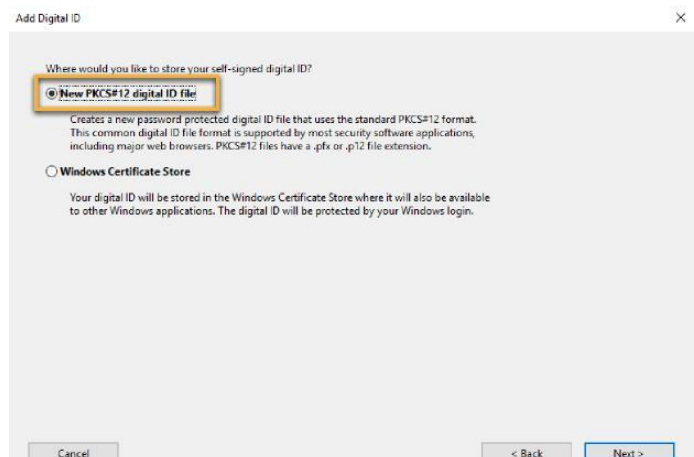 Add Digital ID
Where would you like to store your self-signed digital ID?
New PKCS#12 digital ID file
Creates a new password protected digital ID file that uses the standard PKCS#12 format.
This common digital ID file format is supported by most security software applications,
including major web browsers. PKCS#12 files have a .pfx or .p12 file extension.
Windows Certificate Store
Your digital ID will be stored in the Windows Certificate Store where it will also be available
to other Windows applications. The digital ID will be protected by your Windows login.
Cancel
< Back
Next >